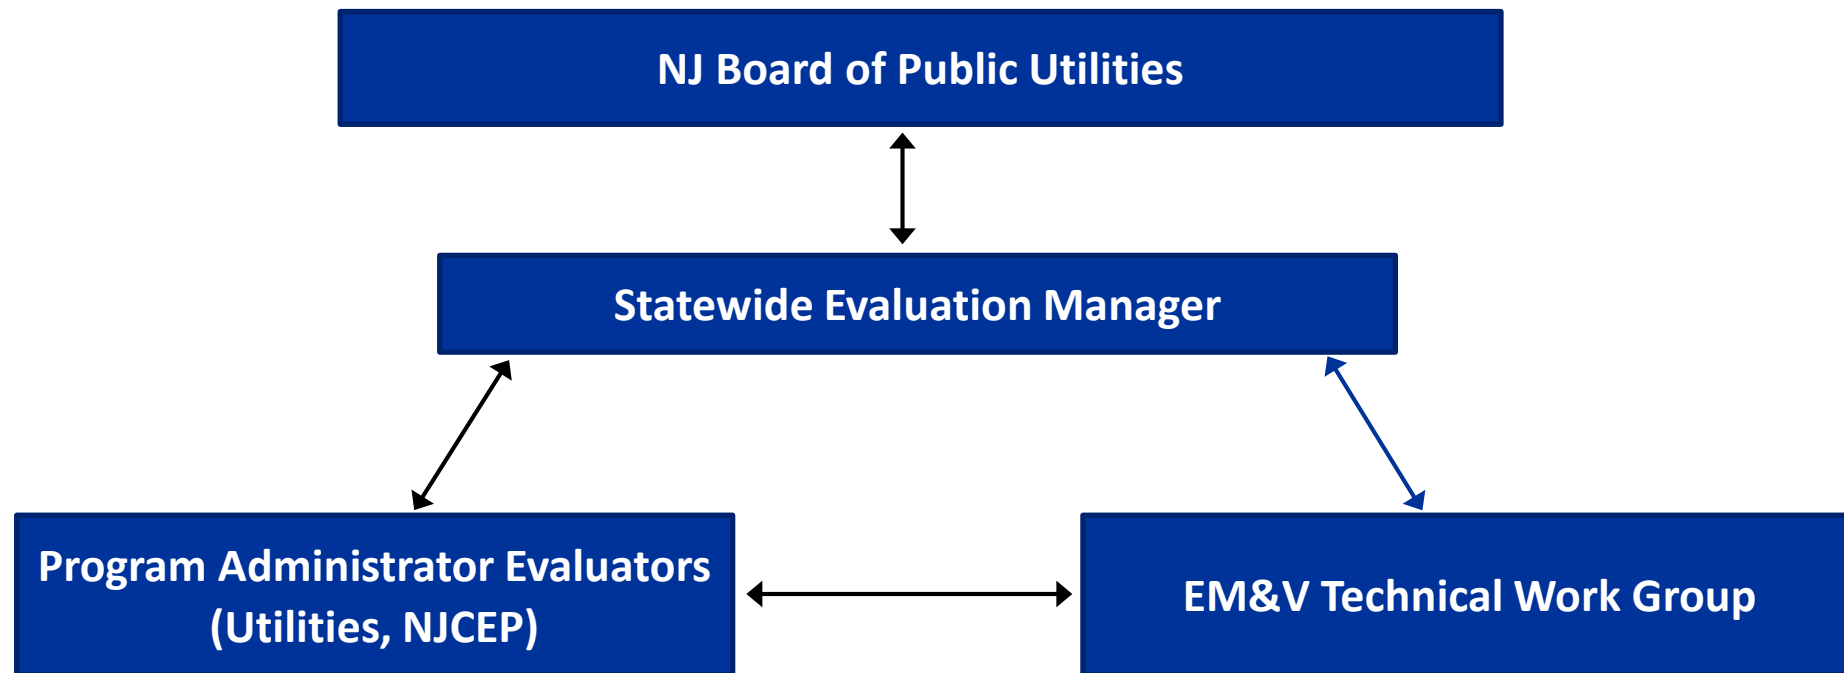 NJ Board of Public Utilities
Statewide Evaluation Manager
Program Administrator Evaluators
(Utilities, NJCEP)
EM&V Technical Work Group